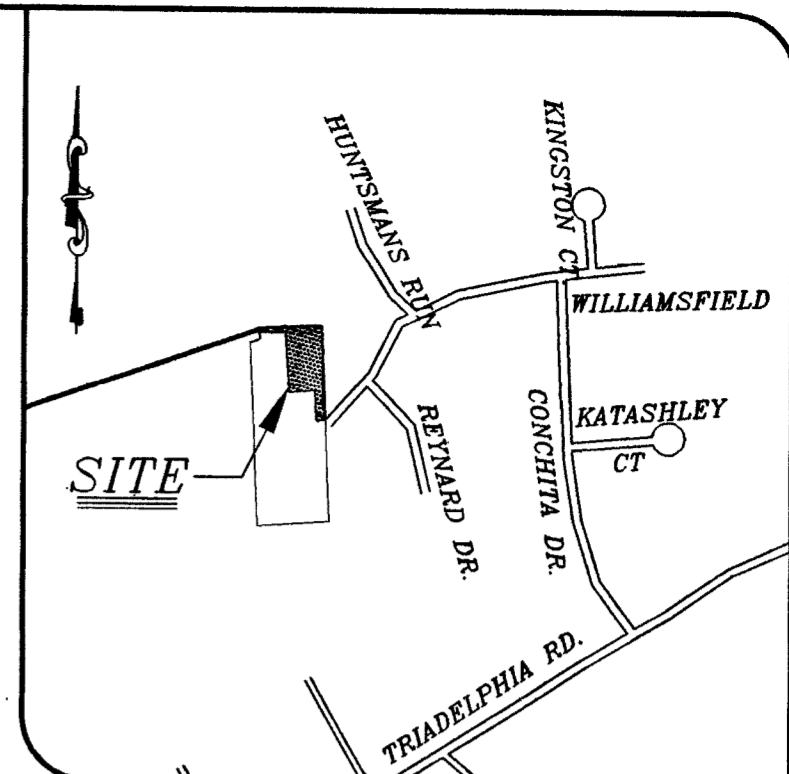 HUNTSMANS RUN
KINGSTON CT
WILLIAMSFIELD
REYNARD DR.
CONCHITA DR.
KATASHLEY
CT
SITE
TRIADELPHIA RD.